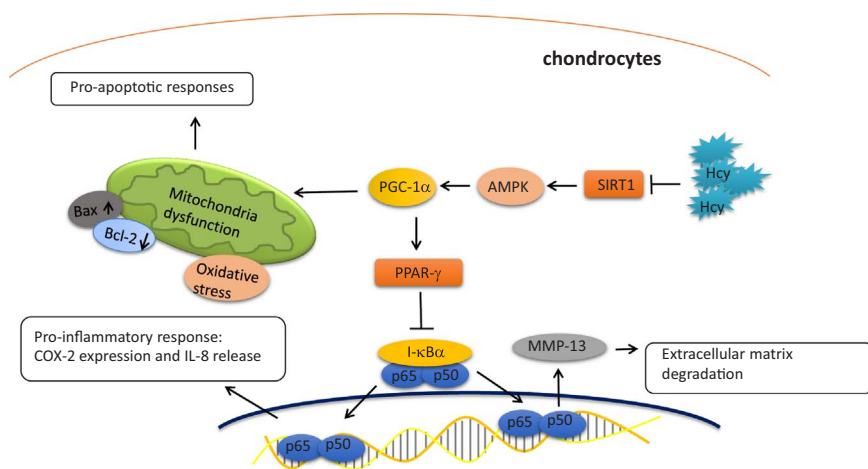 chondrocytes
Pro-apoptotic responses
Hcy
Hcy
SIRT1
AMPK
PGC-1α
Mitochondria
dysfunction
Bax
Bcl-2
Oxidative
stress
PPAR-γ
Pro-inflammatory response:
COX-2 expression and IL-8 release
I-κBα
p65 p50
MMP-13
Extracellular matrix
degradation
p65 p50
p65 p50